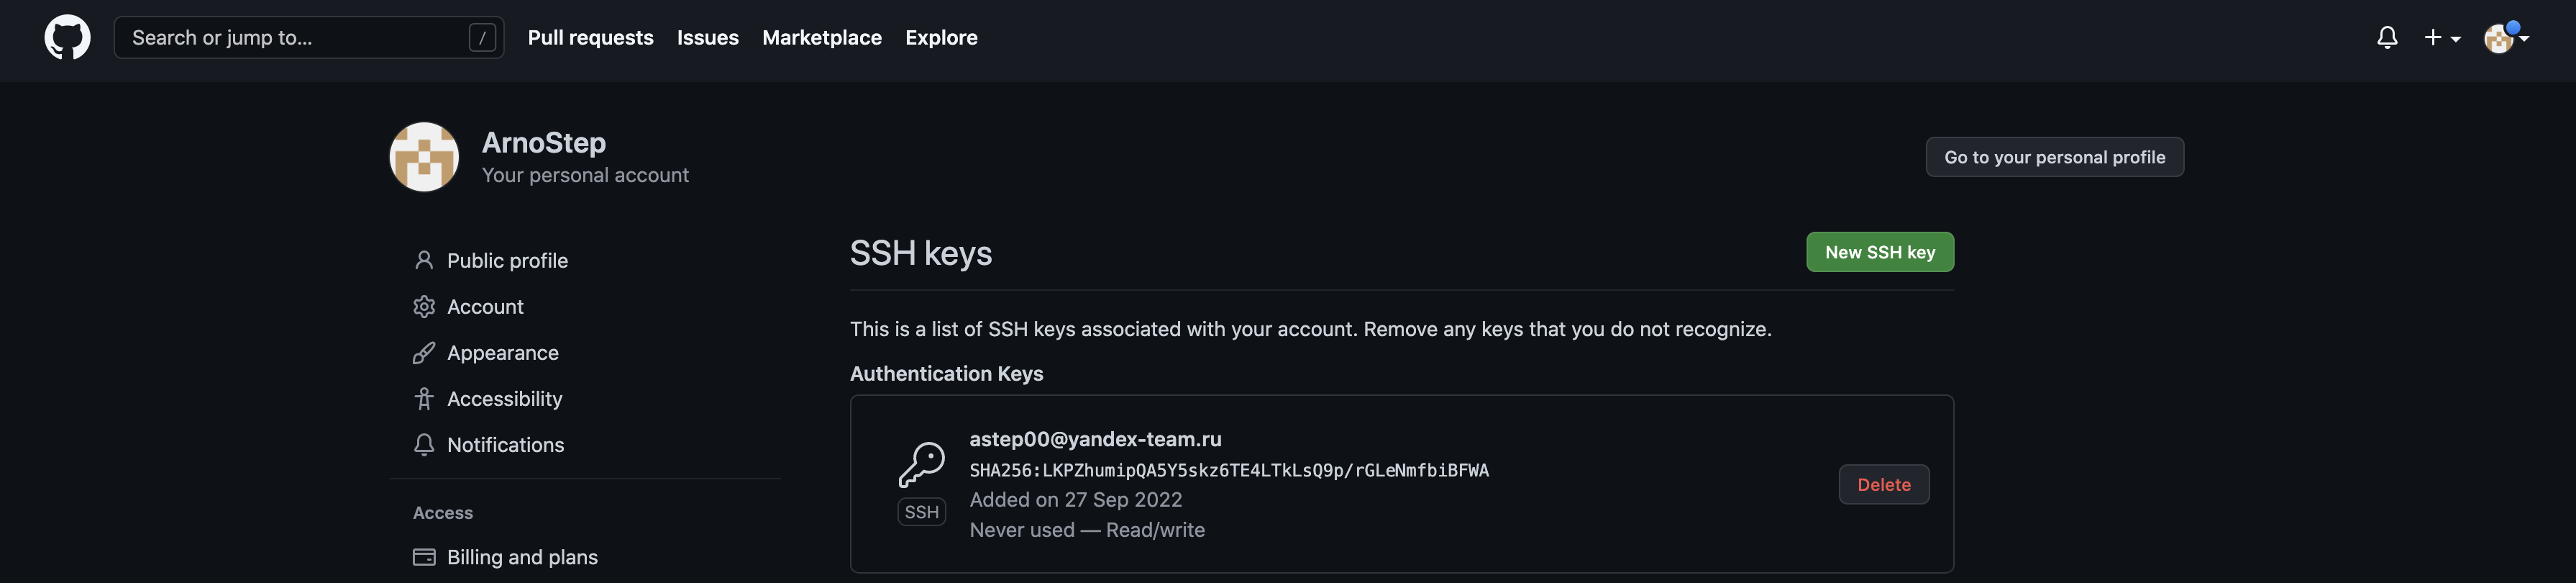 Search or jump to... / Pull requests Issues Marketplace Explore
ArnoStep
Your personal account
Go to your personal profile
Public profile
Account
Appearance
Accessibility
Notifications
Access
Billing and plans
SSH keys
New SSH key
This is a list of SSH keys associated with your account. Remove any keys that you do not recognize.
Authentication Keys
SSH
astep00@yandex-team.ru
SHA256:LKPZhumipQA5Y5skz6TE4LTkLsQ9p/rGLeNmfbiBFWA
Added on 27 Sep 2022
Never used — Read/write
Delete